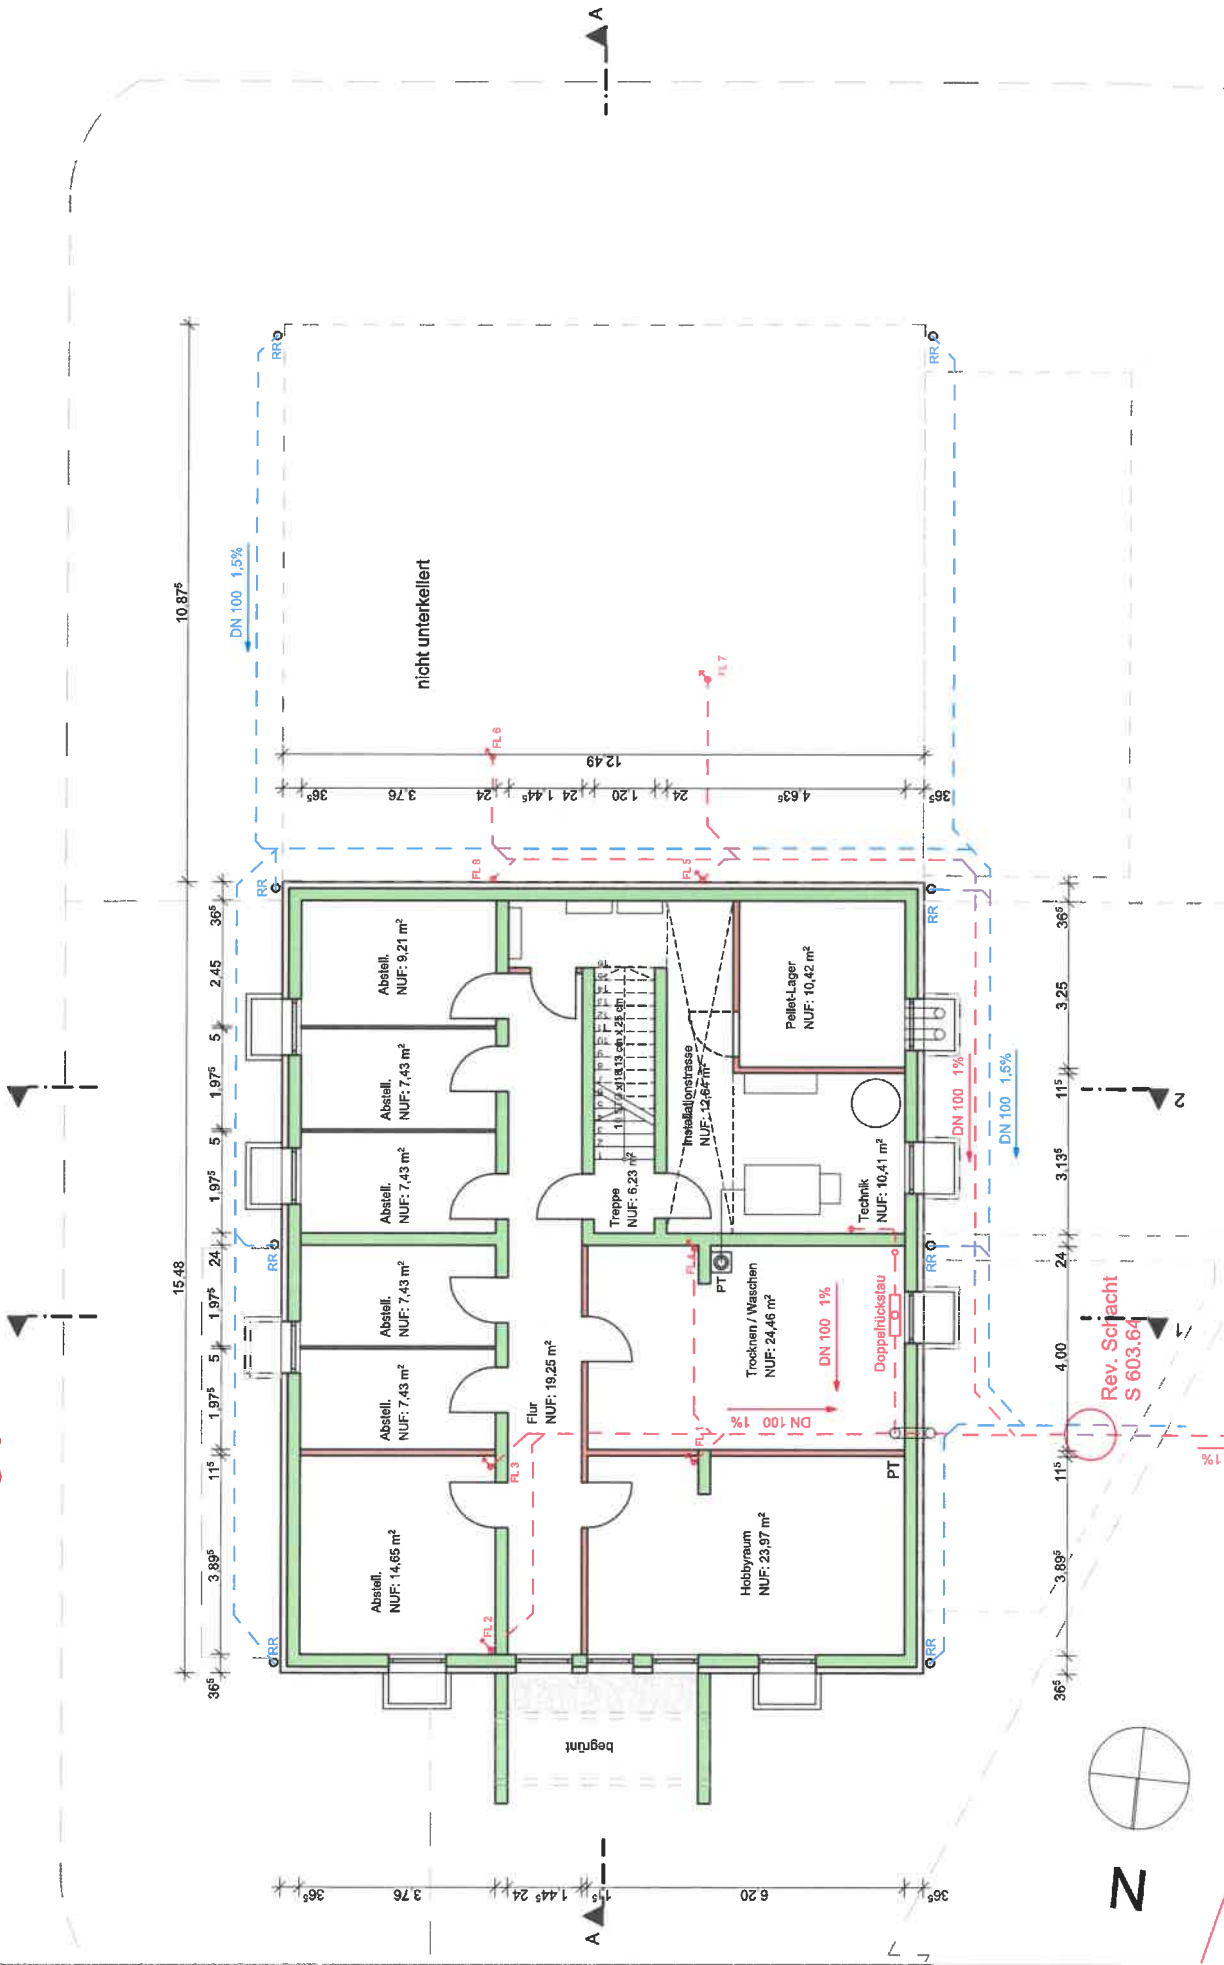 A
10.87⁵
15.48
RR
RR
DN 100 1,5%
nicht unterkellert
FL 7
FL 6
12.49
36⁵
3.76
24
1.44⁵
24
1.20
24
4.63⁵
36⁵
FL 8
FL 5
RR
RR
36⁵
2.45
5
1.97⁵
5
1.97⁵
24
1.97⁵
5
1.97⁵
11⁵
3.89⁵
36⁵
Abstell.
NUF: 9,21 m²
Abstell.
NUF: 7,43 m²
Abstell.
NUF: 7,43 m²
Abstell.
NUF: 7,43 m²
Abstell.
NUF: 7,43 m²
Abstell.
NUF: 14,65 m²
Flur
NUF: 19,25 m²
Treppe
NUF: 6,23 m²
Installationstrasse
NUF: 12,64 m²
Pellet-Lager
NUF: 10,42 m²
Technik
NUF: 10,41 m²
Trocknen / Waschen
NUF: 24,46 m²
Hobbyraum
NUF: 23,97 m²
FL 4
PT
DN 100 1%
DN 100 1%
Doppelrückstau
FL 1
FL 3
FL 2
PT
RR
RR
RR
RR
DN 100 1%
DN 100 1,5%
36⁵
3.25
11⁵
3.13⁵
24
4.00
11⁵
3.89⁵
36⁵
2
1
Rev. Schacht
S 603.64
1%
begrünt
36⁵
3.76
24
1.44⁵
11⁵
6.20
36⁵
A
N